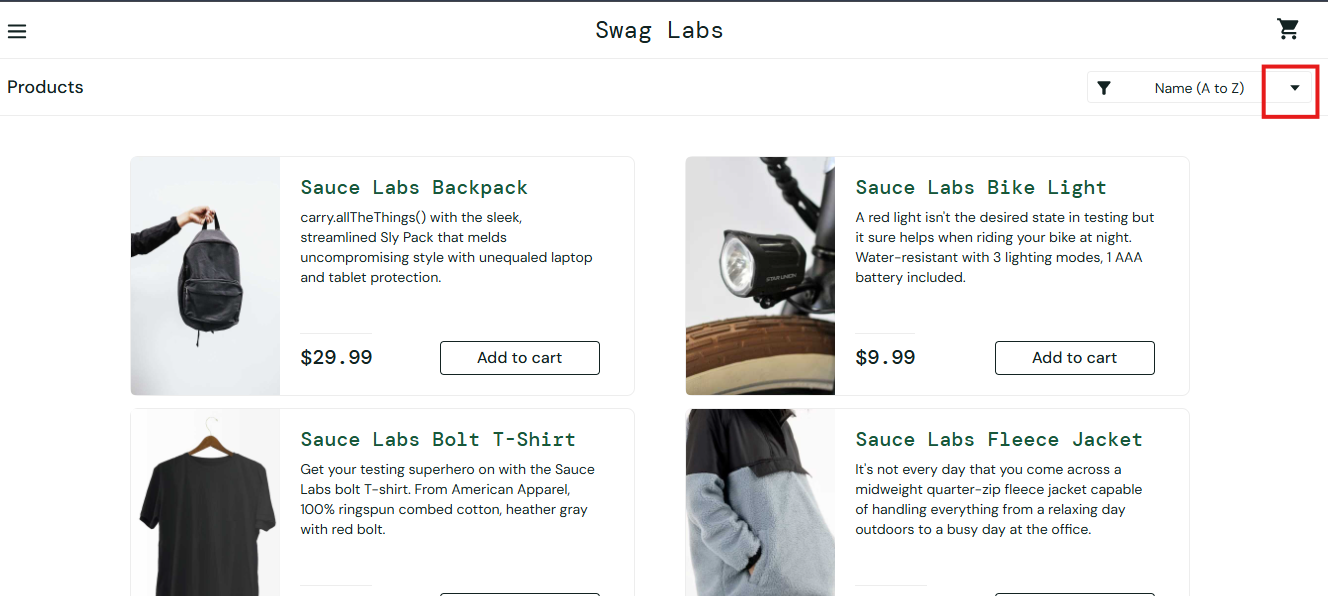 Swag Labs
Products
Name (A to Z)
Sauce Labs Backpack
carry.allTheThings() with the sleek,
streamlined Sly Pack that melds
uncompromising style with unequaled laptop
and tablet protection.
$29.99
Add to cart
Sauce Labs Bike Light
A red light isn't the desired state in testing but
it sure helps when riding your bike at night.
Water-resistant with 3 lighting modes, 1 AAA
battery included.
$9.99
Add to cart
Sauce Labs Bolt T-Shirt
Get your testing superhero on with the Sauce
Labs bolt T-shirt. From American Apparel,
100% ringspun combed cotton, heather gray
with red bolt.
Sauce Labs Fleece Jacket
It's not every day that you come across a
midweight quarter-zip fleece jacket capable
of handling everything from a relaxing day
outdoors to a busy day at the office.